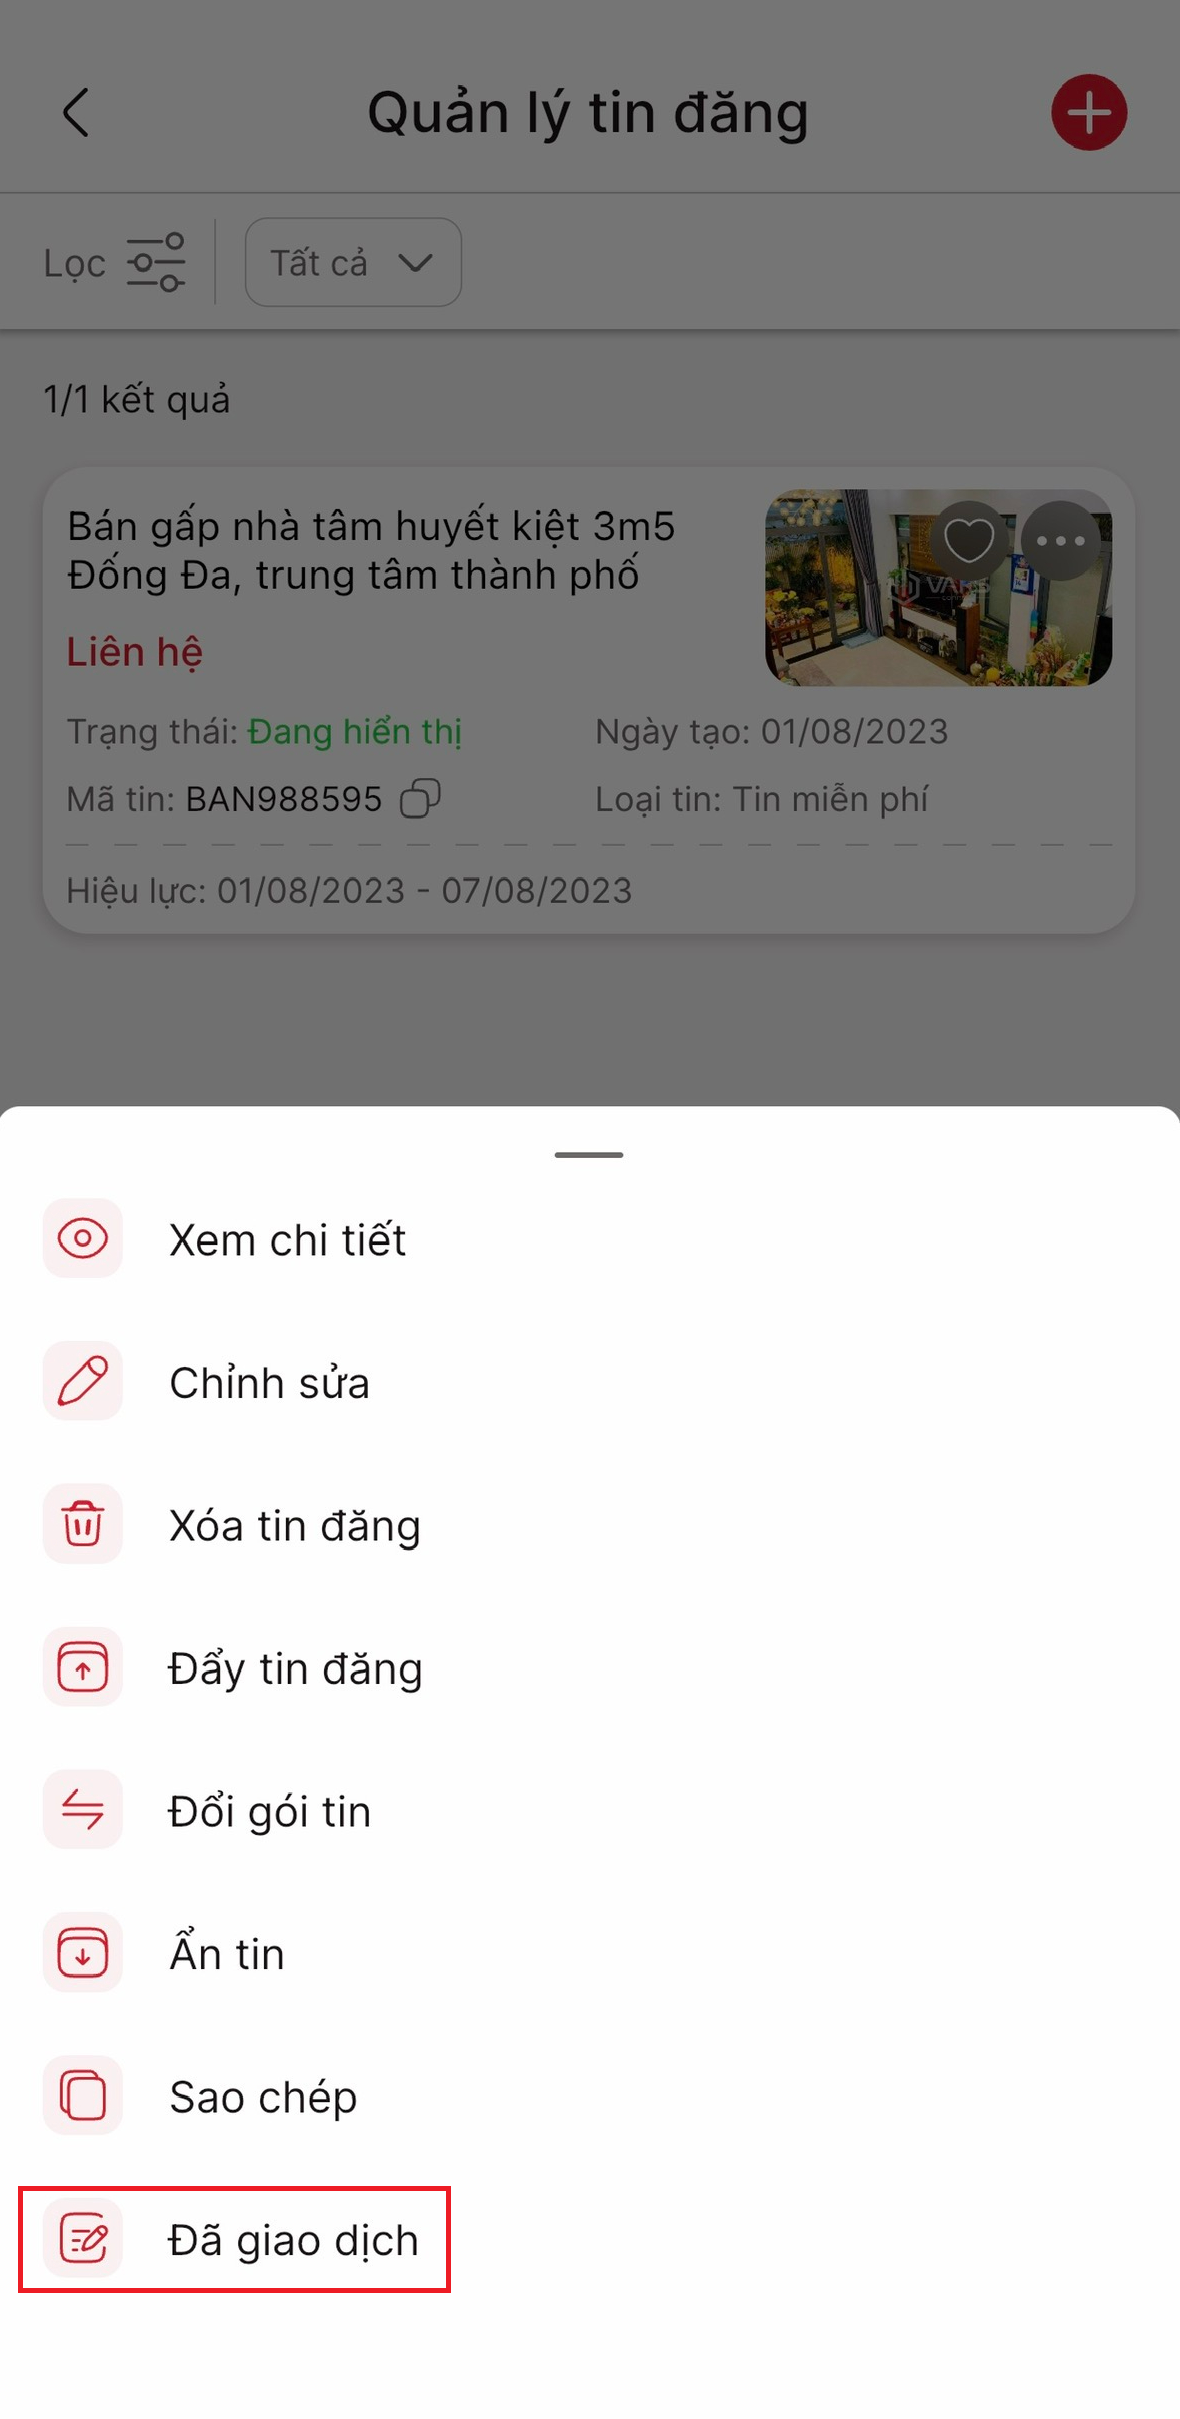 Quản lý tin đăng
Lọc
Tất cả
1/1 kết quả
Bán gấp nhà tâm huyết kiệt 3m5
Đống Đa, trung tâm thành phố
Liên hệ
Trạng thái: Đang hiển thị
Ngày tạo: 01/08/2023
Mã tin: BAN988595
Loại tin: Tin miễn phí
Hiệu lực: 01/08/2023 - 07/08/2023
Xem chi tiết
Chỉnh sửa
Xóa tin đăng
Đẩy tin đăng
Đổi gói tin
Ẩn tin
Sao chép
Đã giao dịch